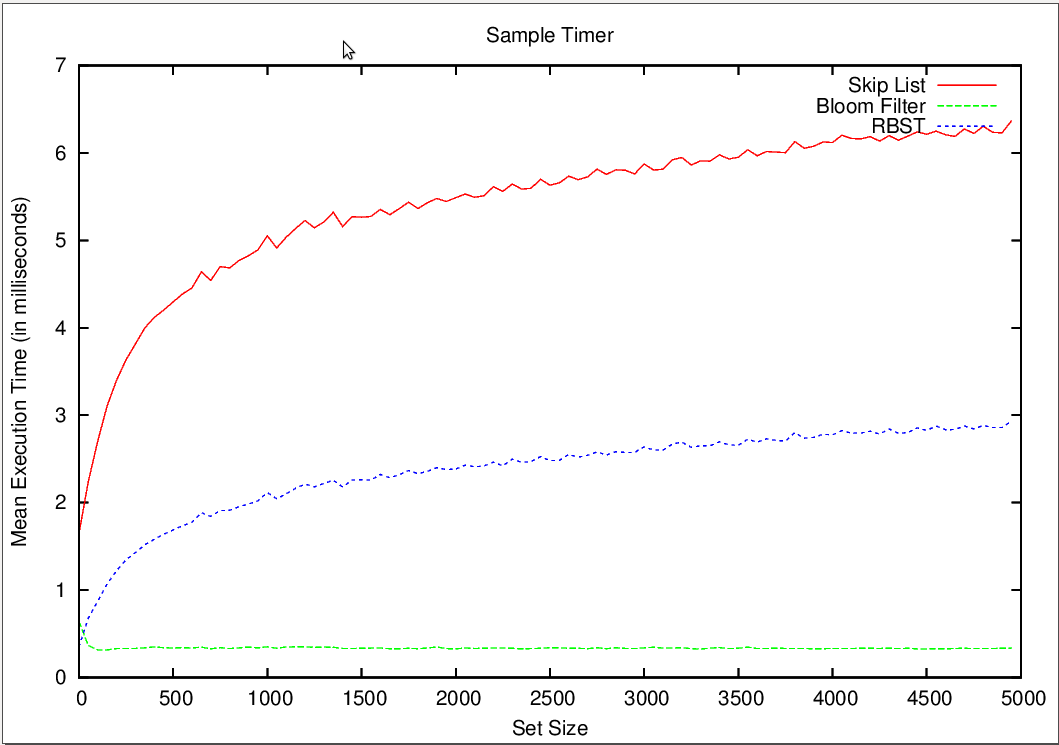 Sample Timer
7
6
5
4
3
2
1
0
Mean Execution Time (in milliseconds)
Skip List
Bloom Filter
RBST
0 500 1000 1500 2000 2500 3000 3500 4000 4500 5000
Set Size